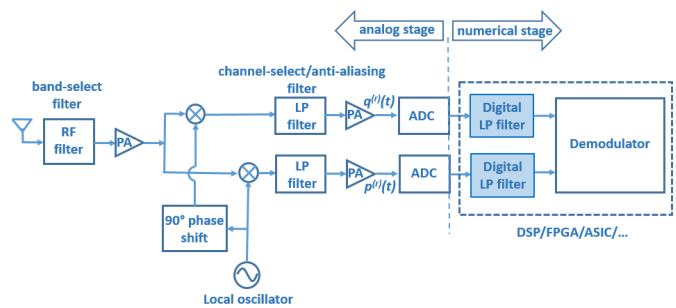 analog stage
numerical stage
channel-select/anti-aliasing
filter
band-select
filter
q(r)(t)
RF
filter
PA
LP
filter
PA
ADC
Digital
LP filter
Demodulator
LP
filter
PA
p(r)(t)
ADC
Digital
LP filter
90° phase
shift
DSP/FPGA/ASIC/...
Local oscillator